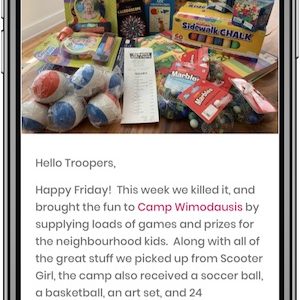 Sidewalk CHALK
Marbles
Marbles
Hello Troopers,
Happy Friday!  This week we killed it, and
brought the fun to Camp Wimodausis by
supplying loads of games and prizes for
the neighbourhood kids.  Along with all of
the great stuff we picked up from Scooter
Girl, the camp also received a soccer ball,
a basketball, an art set, and 24